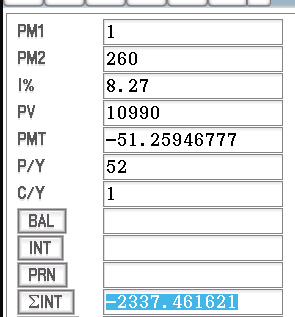 PM1 1
PM2 260
I% 8.27
PV 10990
PMT -51.25946777
P/Y 52
C/Y 1
BAL
INT
PRN
ΣINT -2337.461621